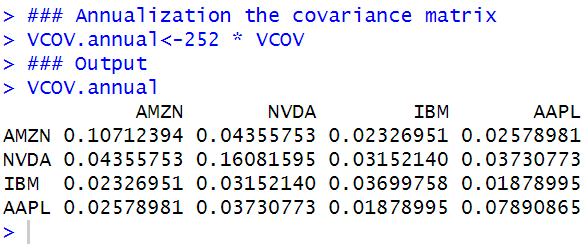 > ### Annualization the covariance matrix
> VCOV.annual<-252 * VCOV
> ### Output
> VCOV.annual
           AMZN       NVDA        IBM       AAPL
AMZN 0.10712394 0.04355753 0.02326951 0.02578981
NVDA 0.04355753 0.16081595 0.03152140 0.03730773
IBM  0.02326951 0.03152140 0.03699758 0.01878995
AAPL 0.02578981 0.03730773 0.01878995 0.07890865
>